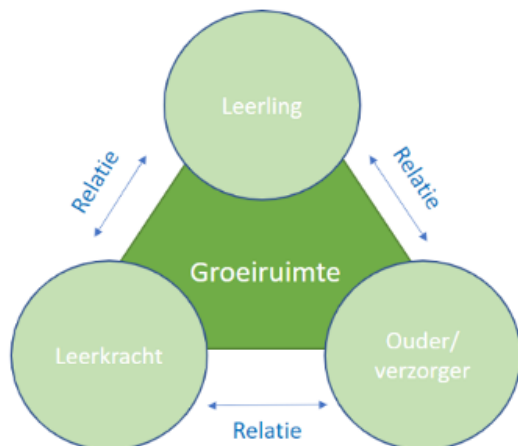 Leerling
Relatie
Relatie
Groeiruimte
Leerkracht
Ouder/
verzorger
Relatie